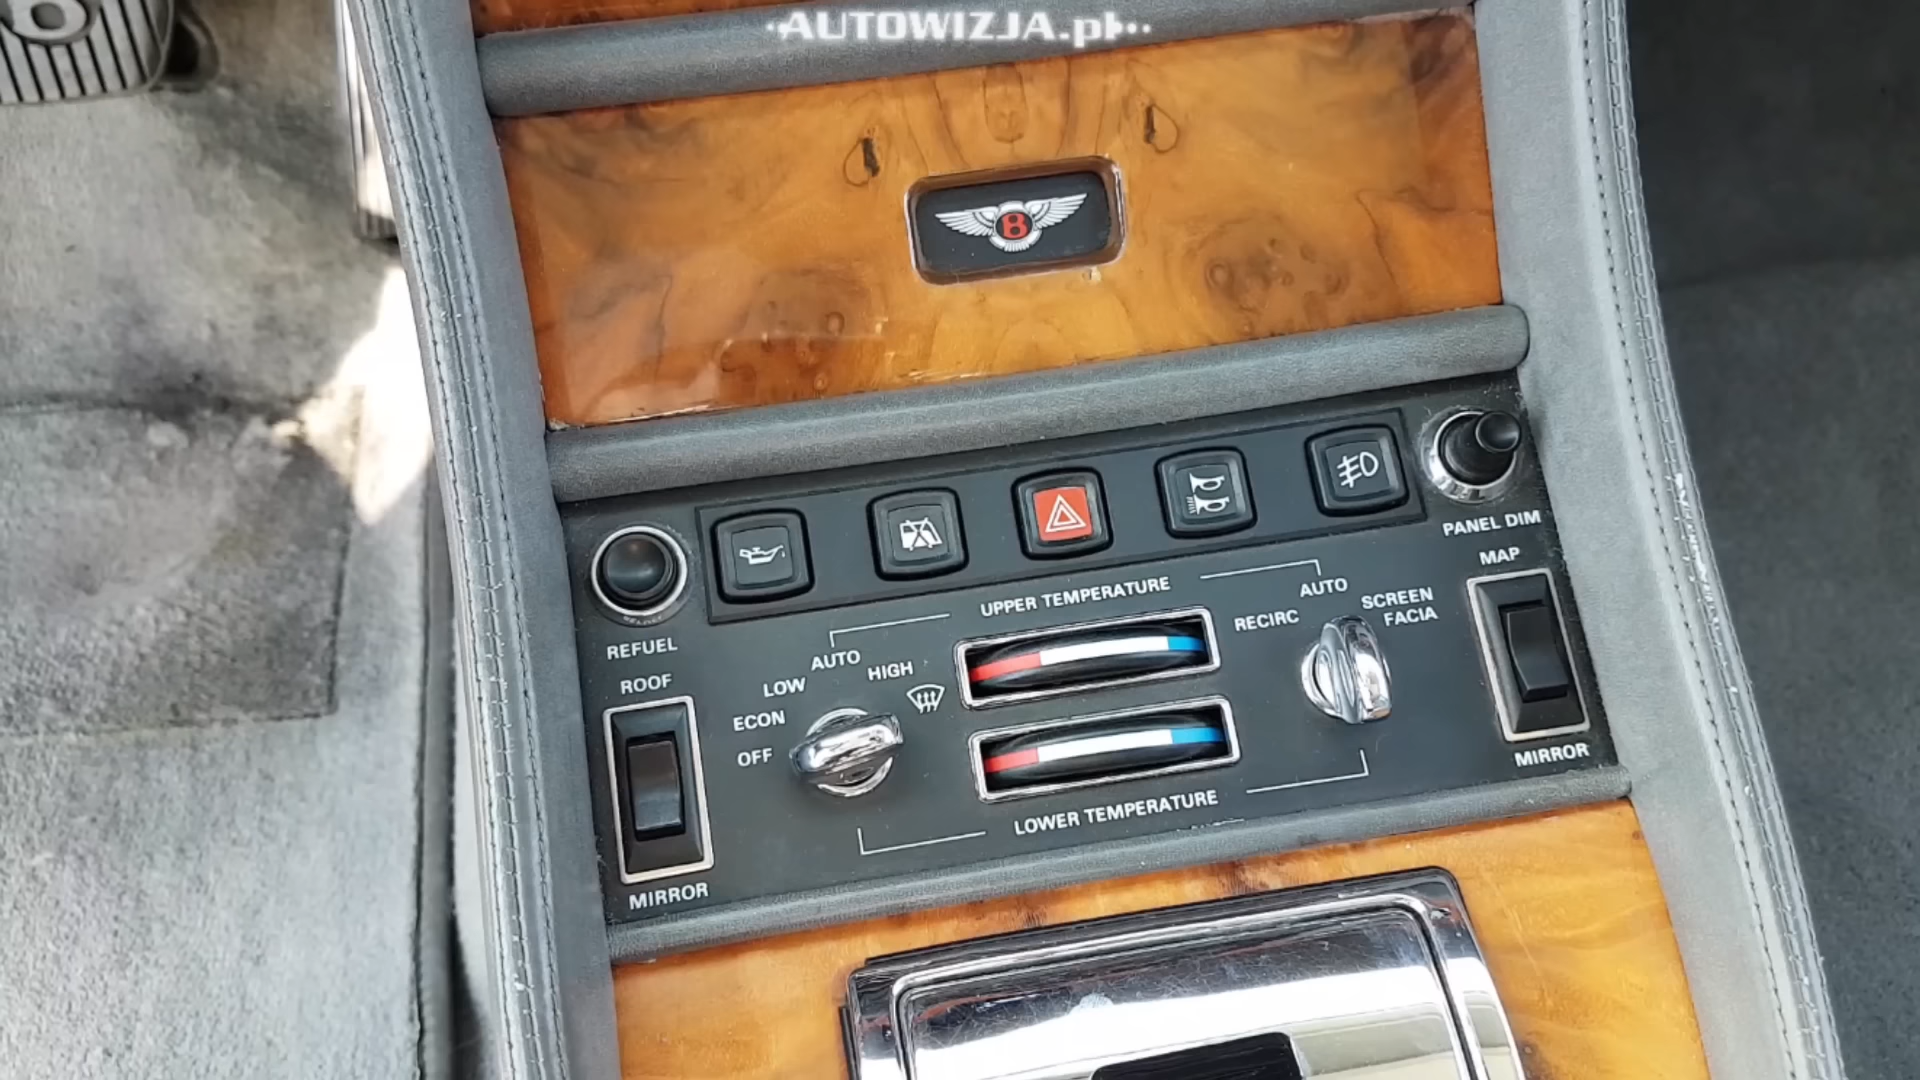 AUTOWIZJA.pl
B
B
PANEL DIM
MAP
UPPER TEMPERATURE
AUTO
RECIRC
SCREEN
FACIA
REFUEL
ROOF
AUTO
HIGH
LOW
ECON
OFF
MIRROR
LOWER TEMPERATURE
MIRROR